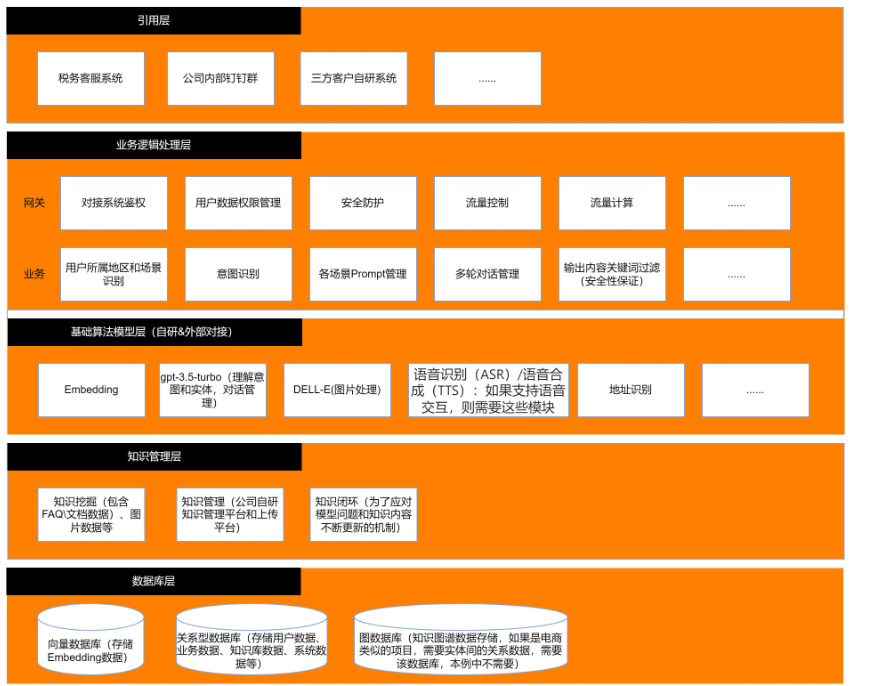 引用层
税务客服系统
公司内部钉钉群
三方客户自研系统
......
业务逻辑处理层
网关
对接系统鉴权
用户数据权限管理
安全防护
流量控制
流量计算
......
业务
用户所属地区和场景
识别
意图识别
各场景Prompt管理
多轮对话管理
输出内容关键词过滤
（安全性保证）
......
基础算法模型层（自研&外部对接）
Embedding
gpt-3.5-turbo（理解意
图和实体，对话管
理）
DELL-E(图片处理)
语音识别（ASR）/语音合
成（TTS）：如果支持语音
交互，则需要这些模块
地址识别
......
知识管理层
知识挖掘（包含
FAQ\文档数据）、图
片数据等
知识管理（公司自研
知识管理平台和上传
平台）
知识闭环（为了应对
模型问题和知识内容
不断更新的机制）
数据库层
向量数据库（存储
Embedding数据）
关系型数据库（存储用户数据、
业务数据、知识库数据、系统数
据等）
图数据库（知识图谱数据存储，如果是电商
类似的项目，需要实体间的关系数据，需要
该数据库，本例中不需要）